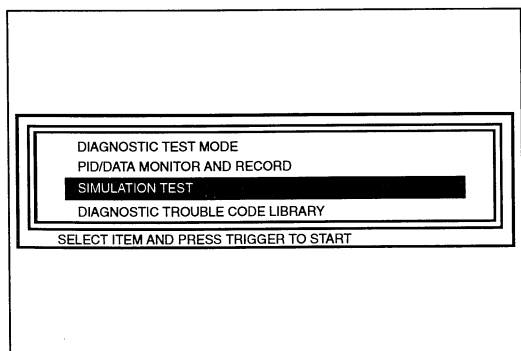 DIAGNOSTIC TEST MODE
PID/DATA MONITOR AND RECORD
SIMULATION TEST
DIAGNOSTIC TROUBLE CODE LIBRARY
SELECT ITEM AND PRESS TRIGGER TO START